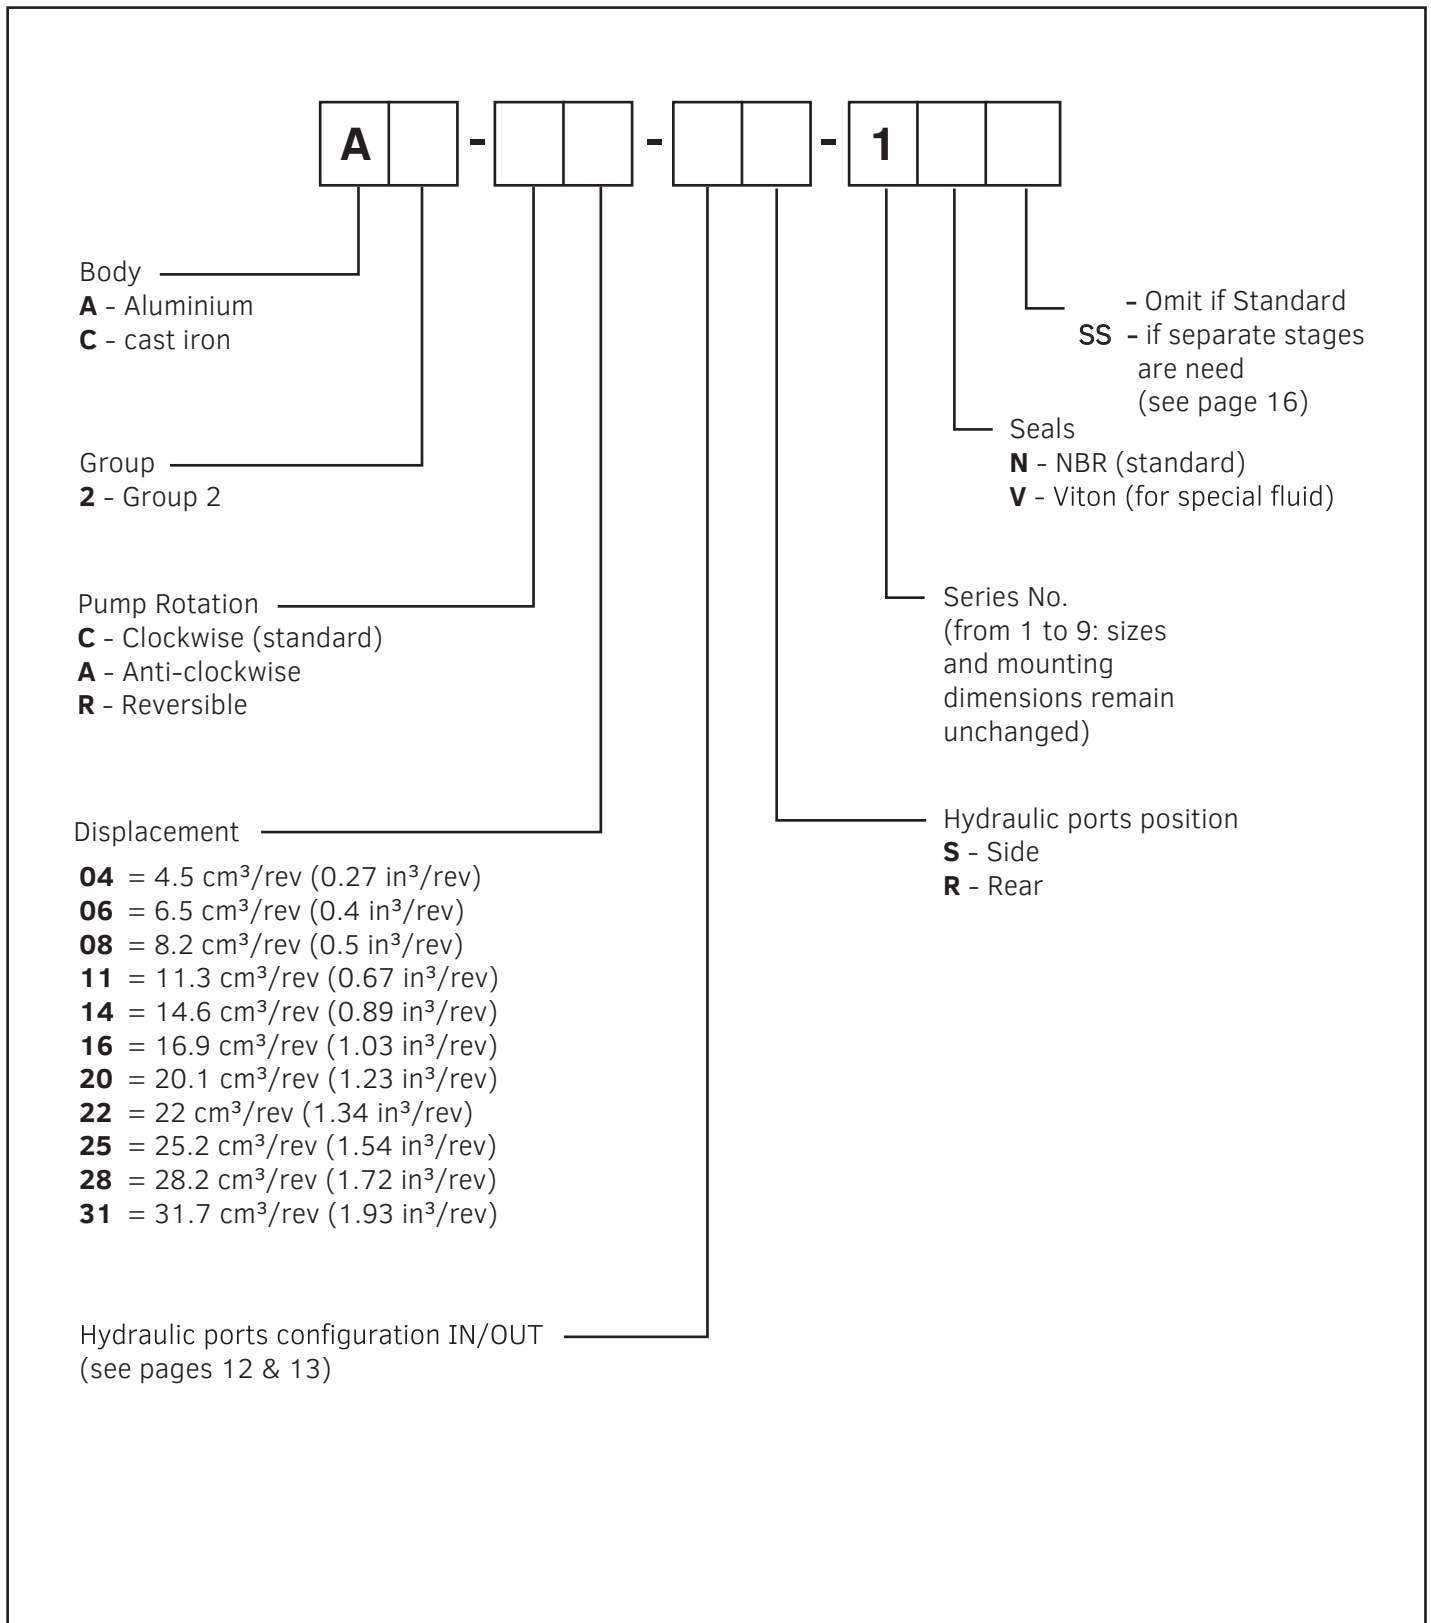 A - - - 1
Body
A - Aluminium
C - cast iron
Group
2 - Group 2
Pump Rotation
C - Clockwise (standard)
A - Anti-clockwise
R - Reversible
Displacement
04 = 4.5 cm³/rev (0.27 in³/rev)
06 = 6.5 cm³/rev (0.4 in³/rev)
08 = 8.2 cm³/rev (0.5 in³/rev)
11 = 11.3 cm³/rev (0.67 in³/rev)
14 = 14.6 cm³/rev (0.89 in³/rev)
16 = 16.9 cm³/rev (1.03 in³/rev)
20 = 20.1 cm³/rev (1.23 in³/rev)
22 = 22 cm³/rev (1.34 in³/rev)
25 = 25.2 cm³/rev (1.54 in³/rev)
28 = 28.2 cm³/rev (1.72 in³/rev)
31 = 31.7 cm³/rev (1.93 in³/rev)
Hydraulic ports configuration IN/OUT
(see pages 12 & 13)
- Omit if Standard
SS - if separate stages
are need
(see page 16)
Seals
N - NBR (standard)
V - Viton (for special fluid)
Series No.
(from 1 to 9: sizes
and mounting
dimensions remain
unchanged)
Hydraulic ports position
S - Side
R - Rear